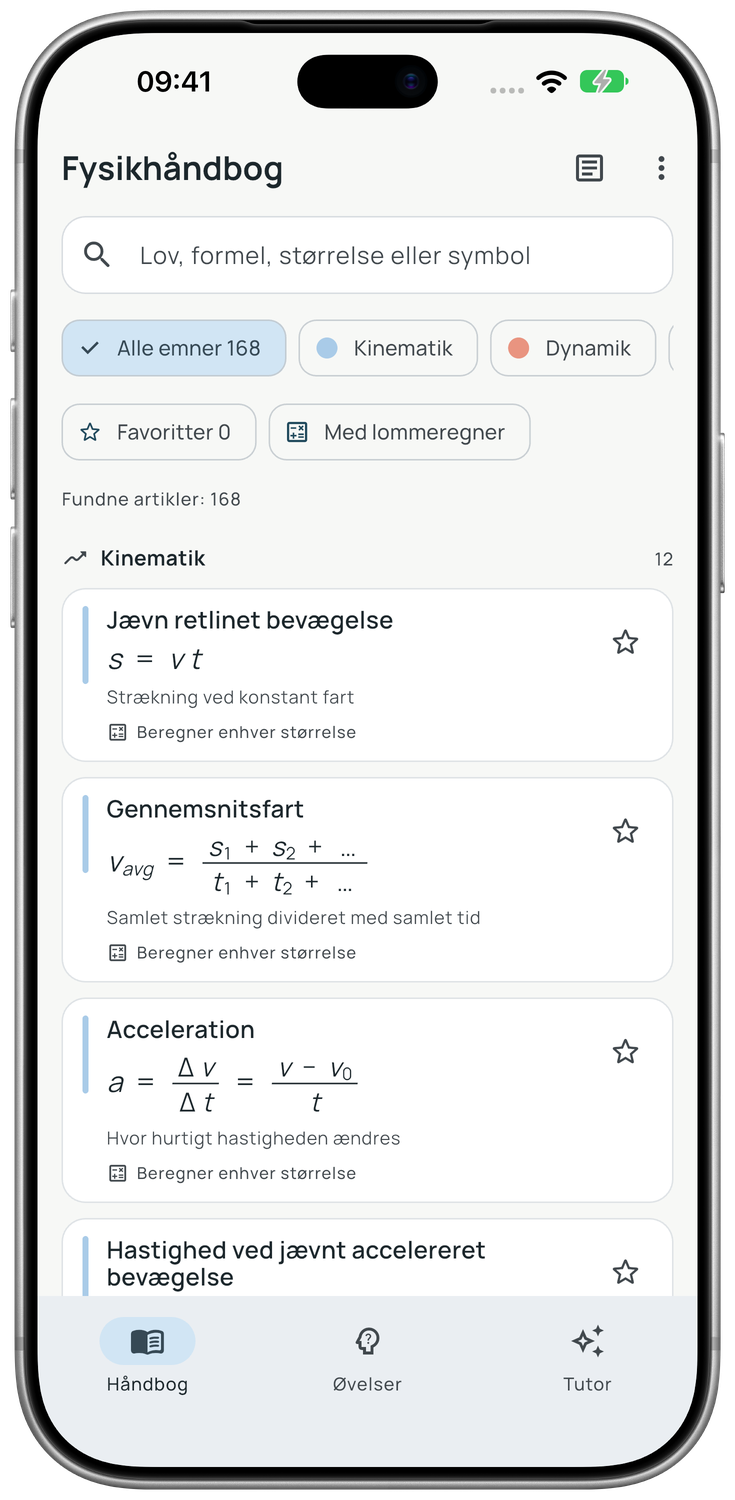 09:41
Fysikhåndbog
Lov, formel, størrelse eller symbol
Alle emner 168
Kinematik
Dynamik
Favoritter 0
Med lommeregner
Fundne artikler: 168
Kinematik
12
Jævn retlinet bevægelse
s = v t
Strækning ved konstant fart
Beregner enhver størrelse
Gennemsnitsfart
v_avg = (s₁ + s₂ + ...) / (t₁ + t₂ + ...)
Samlet strækning divideret med samlet tid
Beregner enhver størrelse
Acceleration
a = Δ v / Δ t = (v − v₀) / t
Hvor hurtigt hastigheden ændres
Beregner enhver størrelse
Hastighed ved jævnt accelereret
bevægelse
Håndbog
Øvelser
Tutor